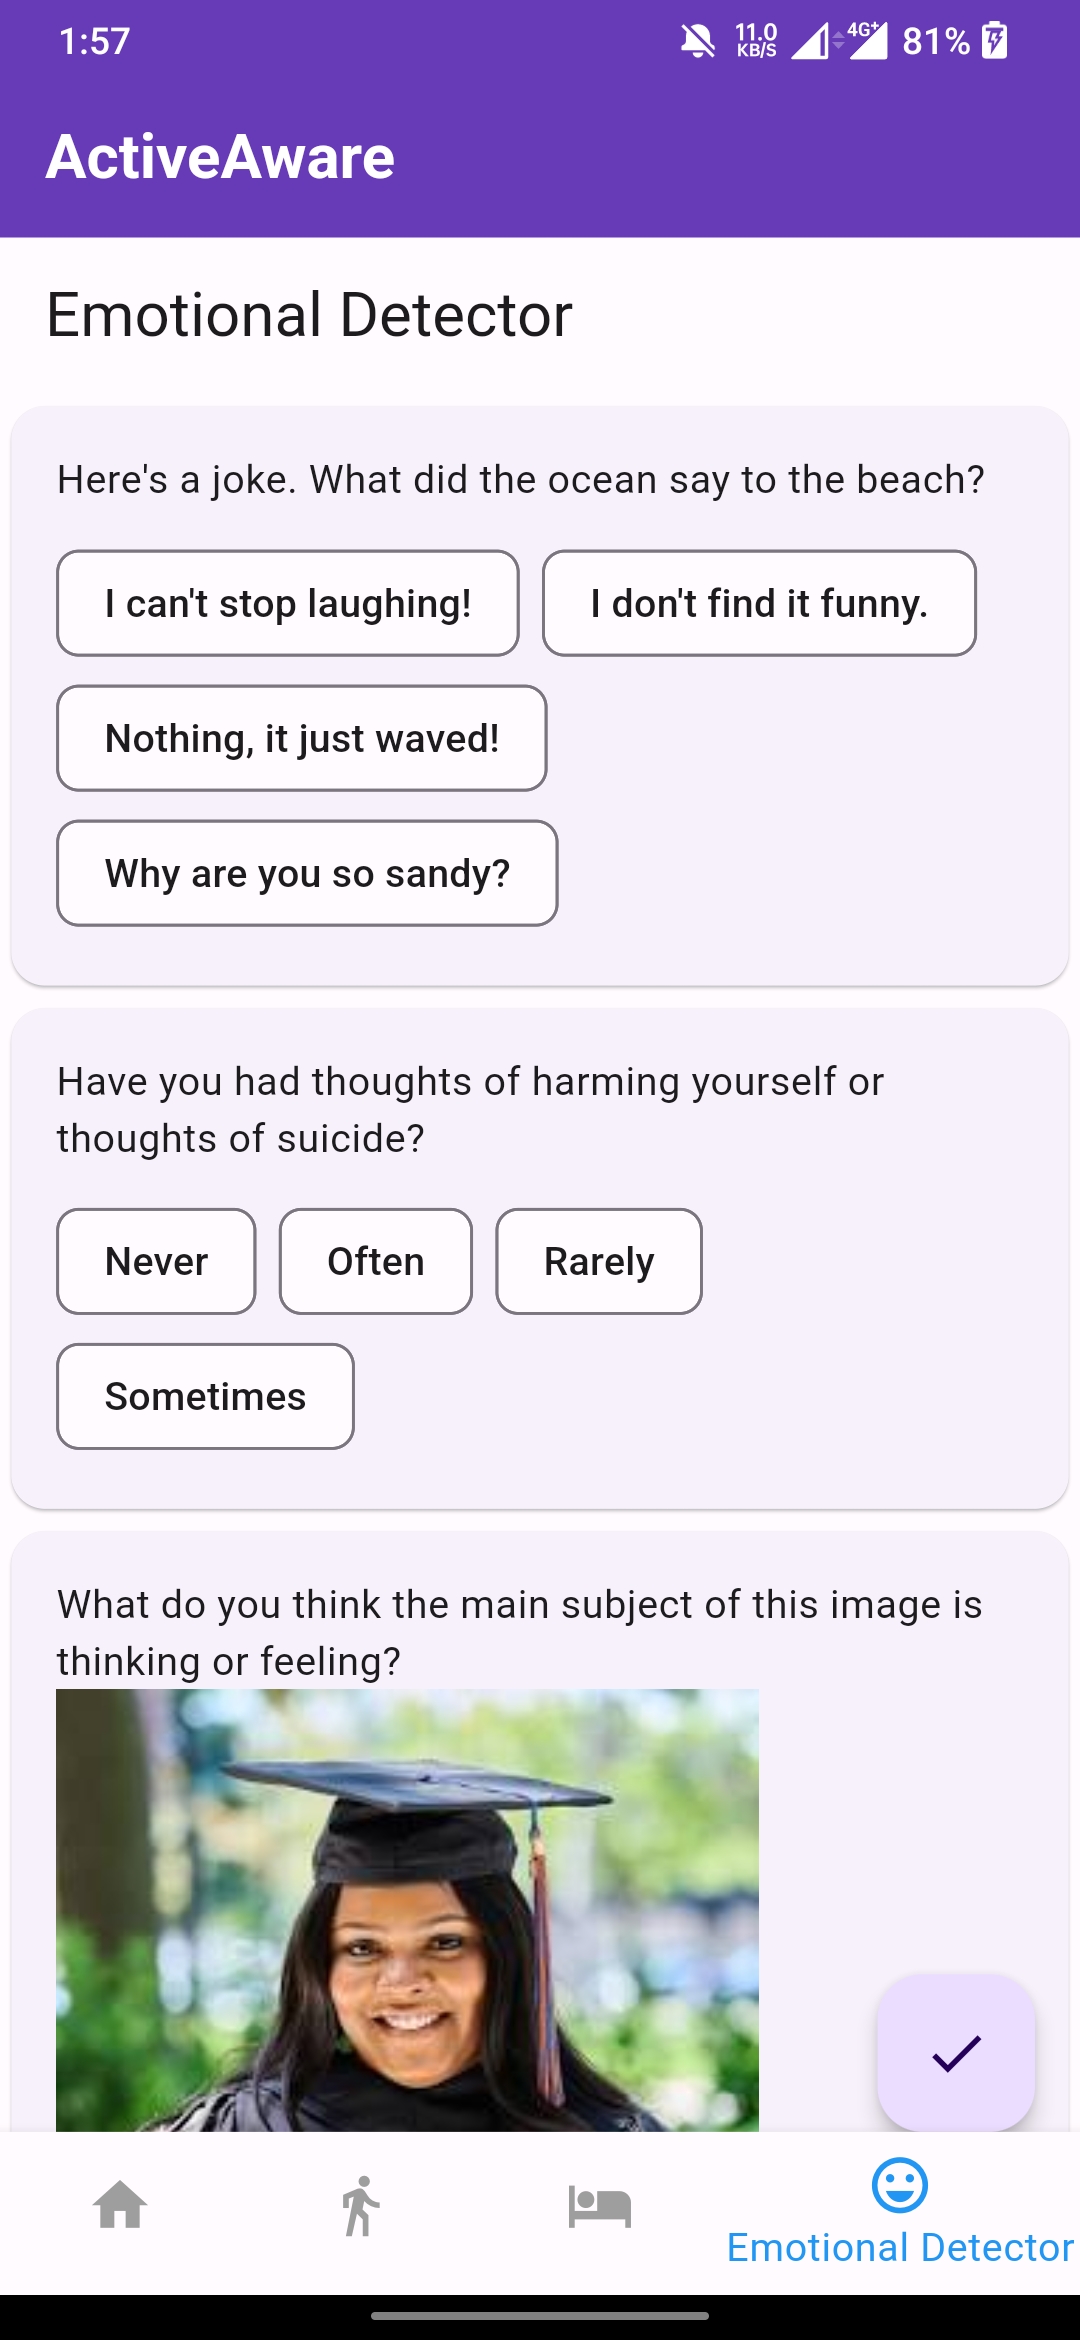 1:57 11.0 KB/S 4G+ 81%
ActiveAware
Emotional Detector
Here's a joke. What did the ocean say to the beach?
I can't stop laughing! I don't find it funny.
Nothing, it just waved!
Why are you so sandy?
Have you had thoughts of harming yourself or
thoughts of suicide?
Never Often Rarely
Sometimes
What do you think the main subject of this image is
thinking or feeling?
Emotional Detector